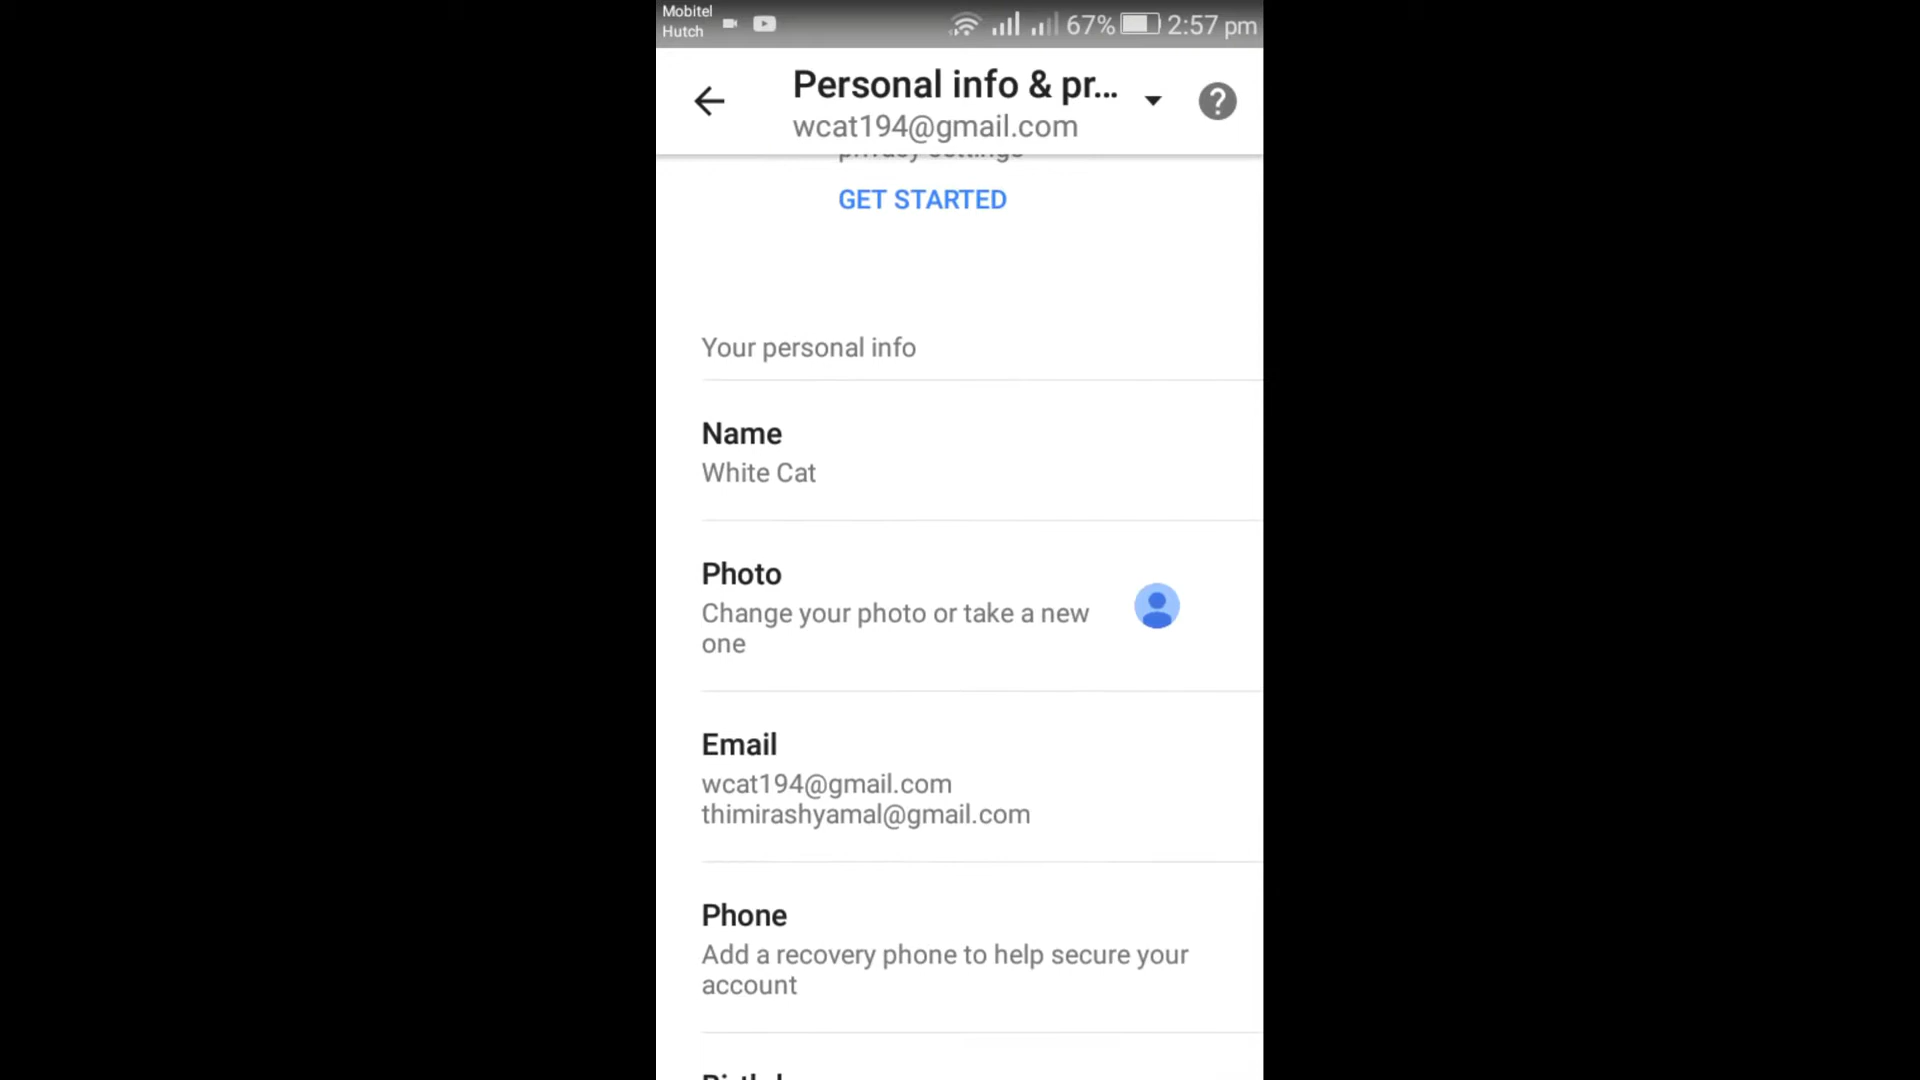 Mobitel
Hutch
67%
2:57 pm
Personal info & pr...
wcat194@gmail.com
privacy settings
GET STARTED
Your personal info
Name
White Cat
Photo
Change your photo or take a new
one
Email
wcat194@gmail.com
thimirashyamal@gmail.com
Phone
Add a recovery phone to help secure your
account